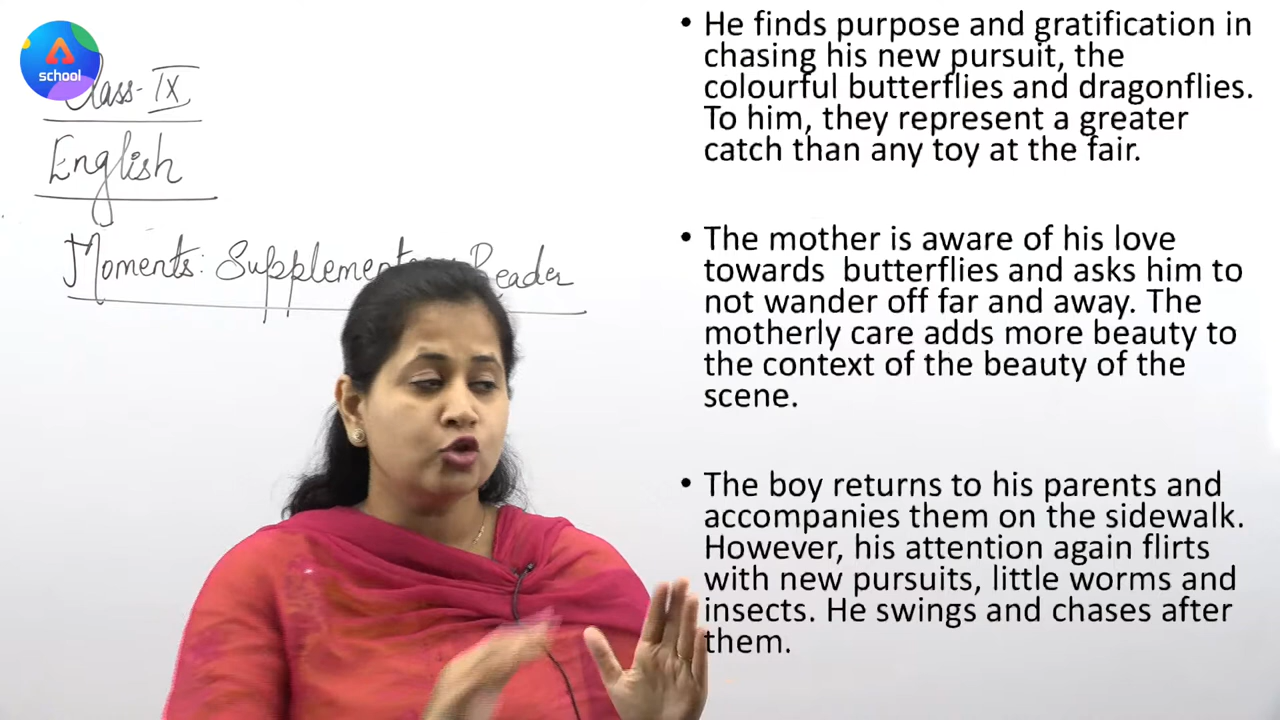 A
school
Class- IX
English
Moments: Supplementary Reader
• He finds purpose and gratification in
chasing his new pursuit, the
colourful butterflies and dragonflies.
To him, they represent a greater
catch than any toy at the fair.
• The mother is aware of his love
towards butterflies and asks him to
not wander off far and away. The
motherly care adds more beauty to
the context of the beauty of the
scene.
• The boy returns to his parents and
accompanies them on the sidewalk.
However, his attention again flirts
with new pursuits, little worms and
insects. He swings and chases after
them.